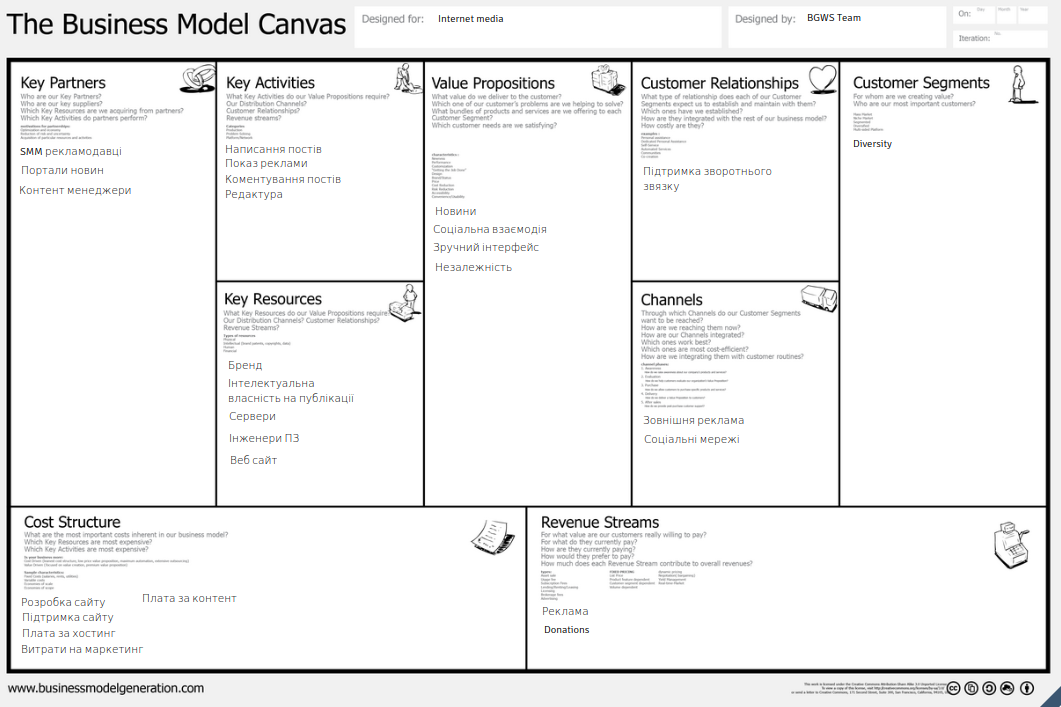 The Business Model Canvas
Designed for:
Internet media
Designed by:
BGWS Team
On:
Day
Month
Year
Iteration:
No.
Key Partners
Who are our Key Partners?
Who are our key suppliers?
Which Key Resources are we acquiring from partners?
Which Key Activities do partners perform?
SMM рекламодавці
Портали новин
Контент менеджери
Key Activities
What Key Activities do our Value Propositions require?
Our Distribution Channels?
Customer Relationships?
Revenue streams?
Написання постів
Показ реклами
Коментування постів
Редактура
Key Resources
What Key Resources do our Value Propositions require?
Our Distribution Channels? Customer Relationships?
Revenue Streams?
Бренд
Інтелектуальна
власність на публікації
Сервери
Інженери ПЗ
Веб сайт
Value Propositions
What value do we deliver to the customer?
Which one of our customer's problems are we helping to solve?
What bundles of products and services are we offering to each
Customer Segment?
Which customer needs are we satisfying?
Новини
Соціальна взаємодія
Зручний інтерфейс
Незалежність
Customer Relationships
What type of relationship does each of our Customer
Segments expect us to establish and maintain with them?
Which ones have we established?
How are they integrated with the rest of our business model?
How costly are they?
Підтримка зворотнього
звязку
Channels
Through which Channels do our Customer Segments
want to be reached?
How are we reaching them now?
How are our Channels integrated?
Which ones work best?
Which ones are most cost-efficient?
How are we integrating them with customer routines?
Зовнішня реклама
Соціальні мережі
Customer Segments
For whom are we creating value?
Who are our most important customers?
Mass Market
Niche Market
Segmented
Diversified
Multi-sided Platform
Diversity
Cost Structure
What are the most important costs inherent in our business model?
Which Key Resources are most expensive?
Which Key Activities are most expensive?
Розробка сайту
Плата за контент
Підтримка сайту
Плата за хостинг
Витрати на маркетинг
Revenue Streams
For what value are our customers really willing to pay?
For what do they currently pay?
How are they currently paying?
How would they prefer to pay?
How much does each Revenue Stream contribute to overall revenues?
Реклама
Donations
www.businessmodelgeneration.com